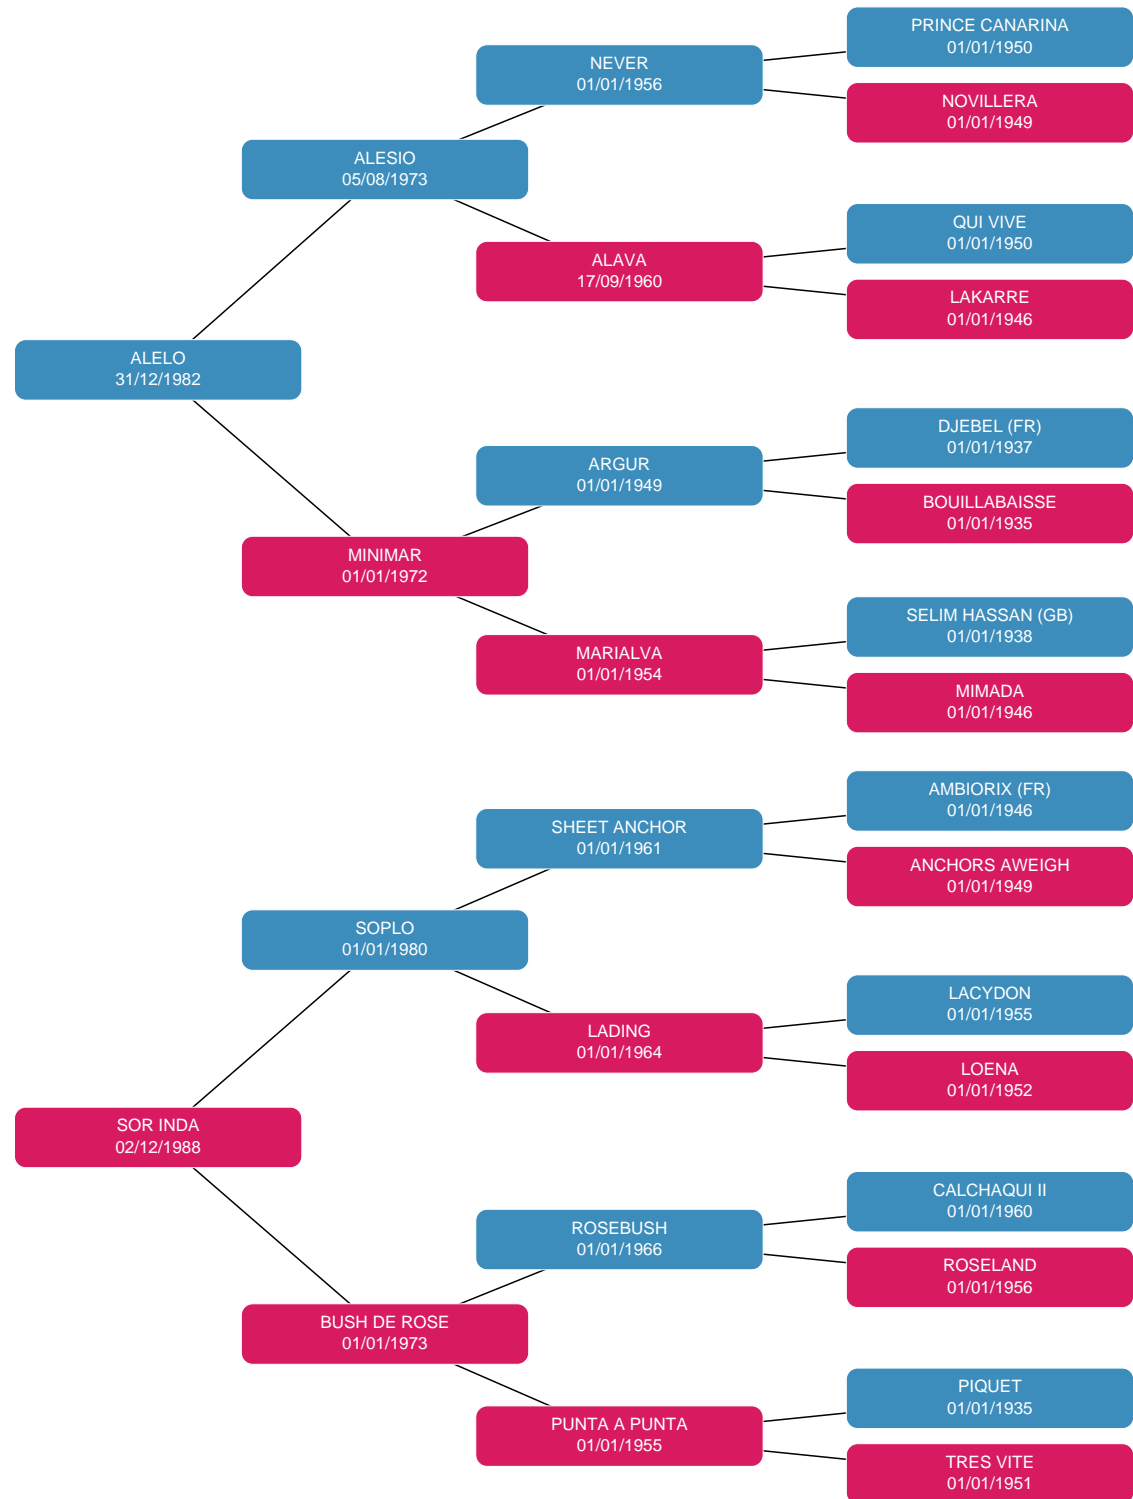 PRINCE CANARINA
01/01/1950
NEVER
01/01/1956
NOVILLERA
01/01/1949
ALESIO
05/08/1973
QUI VIVE
01/01/1950
ALAVA
17/09/1960
LAKARRE
01/01/1946
ALELO
31/12/1982
DJEBEL (FR)
01/01/1937
ARGUR
01/01/1949
BOUILLABAISSE
01/01/1935
MINIMAR
01/01/1972
SELIM HASSAN (GB)
01/01/1938
MARIALVA
01/01/1954
MIMADA
01/01/1946
AMBIORIX (FR)
01/01/1946
SHEET ANCHOR
01/01/1961
ANCHORS AWEIGH
01/01/1949
SOPLO
01/01/1980
LACYDON
01/01/1955
LADING
01/01/1964
LOENA
01/01/1952
SOR INDA
02/12/1988
CALCHAQUI II
01/01/1960
ROSEBUSH
01/01/1966
ROSELAND
01/01/1956
BUSH DE ROSE
01/01/1973
PIQUET
01/01/1935
PUNTA A PUNTA
01/01/1955
TRES VITE
01/01/1951